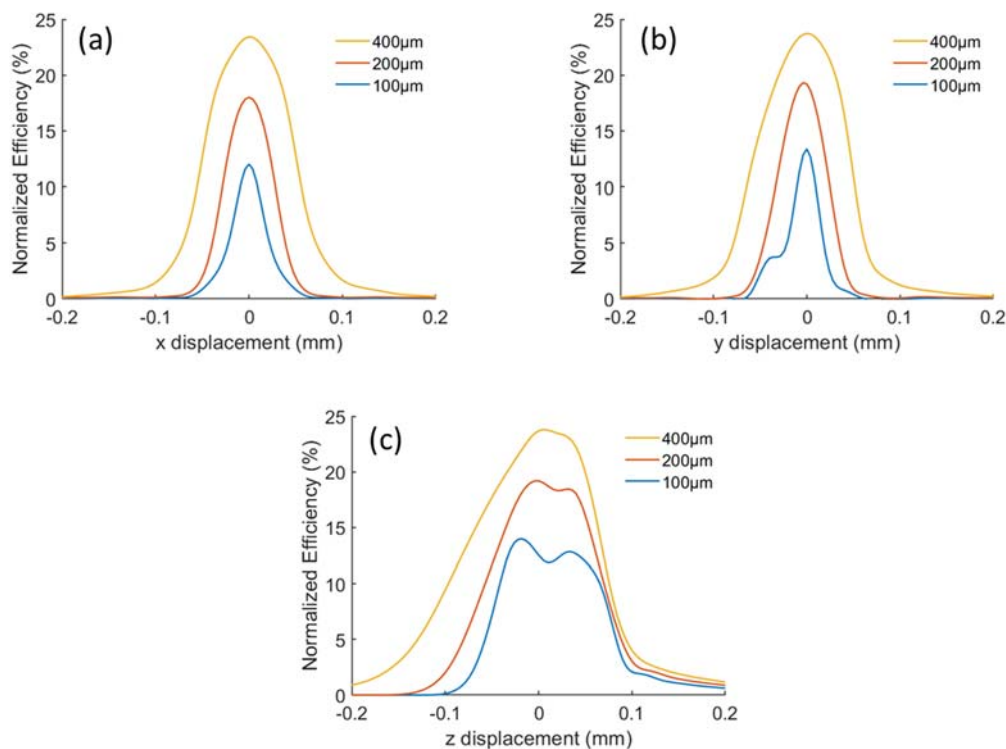 (a)
Normalized Efficiency (%)
25
20
15
10
5
0
400µm
200µm
100µm
-0.2 -0.1 0 0.1 0.2
x displacement (mm)
(b)
Normalized Efficiency (%)
25
20
15
10
5
0
400µm
200µm
100µm
-0.2 -0.1 0 0.1 0.2
y displacement (mm)
(c)
Normalized Efficiency (%)
25
20
15
10
5
0
400µm
200µm
100µm
-0.2 -0.1 0 0.1 0.2
z displacement (mm)